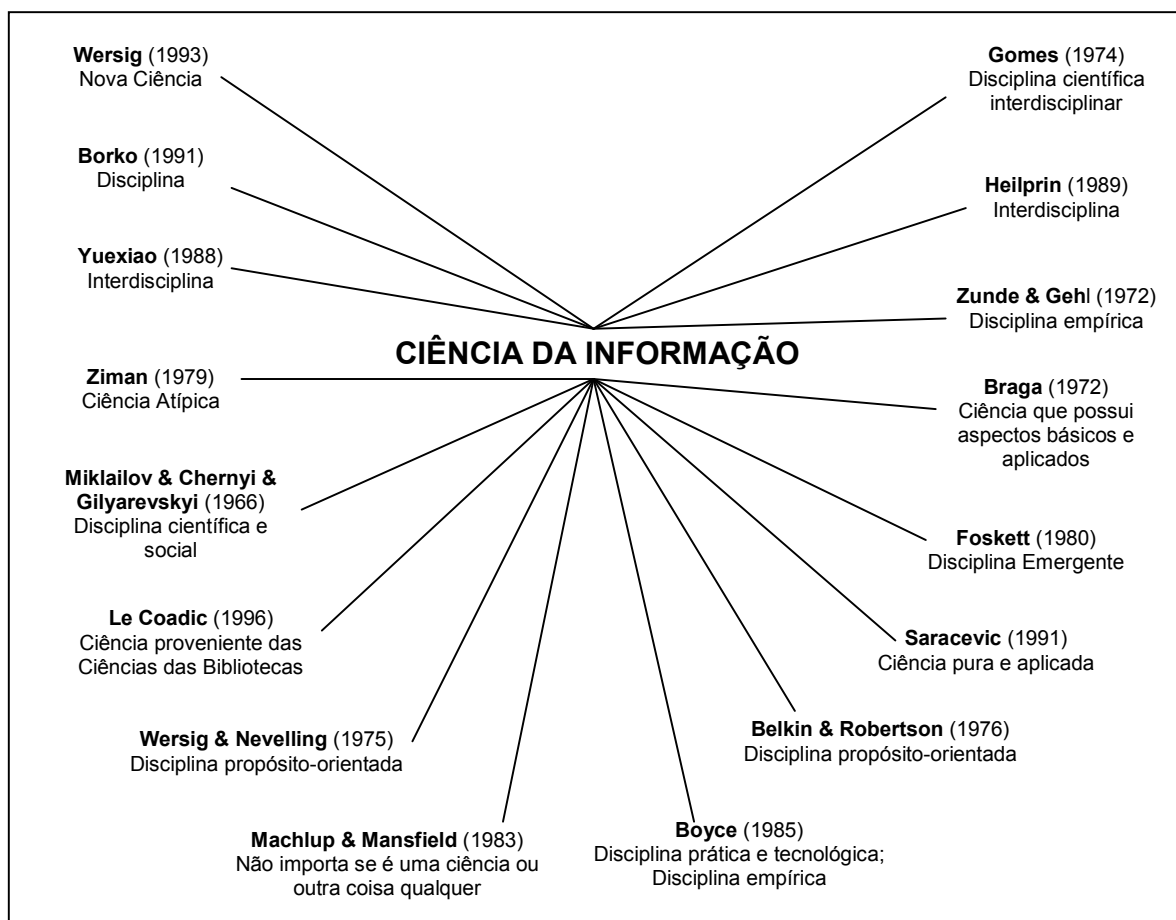 Wersig (1993)
Nova Ciência
Gomes (1974)
Disciplina científica
interdisciplinar
Borko (1991)
Disciplina
Heilprin (1989)
Interdisciplina
Yuexiao (1988)
Interdisciplina
Zunde & Gehl (1972)
Disciplina empírica
CIÊNCIA DA INFORMAÇÃO
Ziman (1979)
Ciência Atípica
Braga (1972)
Ciência que possui
aspectos básicos e
aplicados
Miklailov & Chernyi &
Gilyarevskyi (1966)
Disciplina científica e
social
Foskett (1980)
Disciplina Emergente
Le Coadic (1996)
Ciência proveniente das
Ciências das Bibliotecas
Saracevic (1991)
Ciência pura e aplicada
Wersig & Nevelling (1975)
Disciplina propósito-orientada
Belkin & Robertson (1976)
Disciplina propósito-orientada
Machlup & Mansfield (1983)
Não importa se é uma ciência ou
outra coisa qualquer
Boyce (1985)
Disciplina prática e tecnológica;
Disciplina empírica